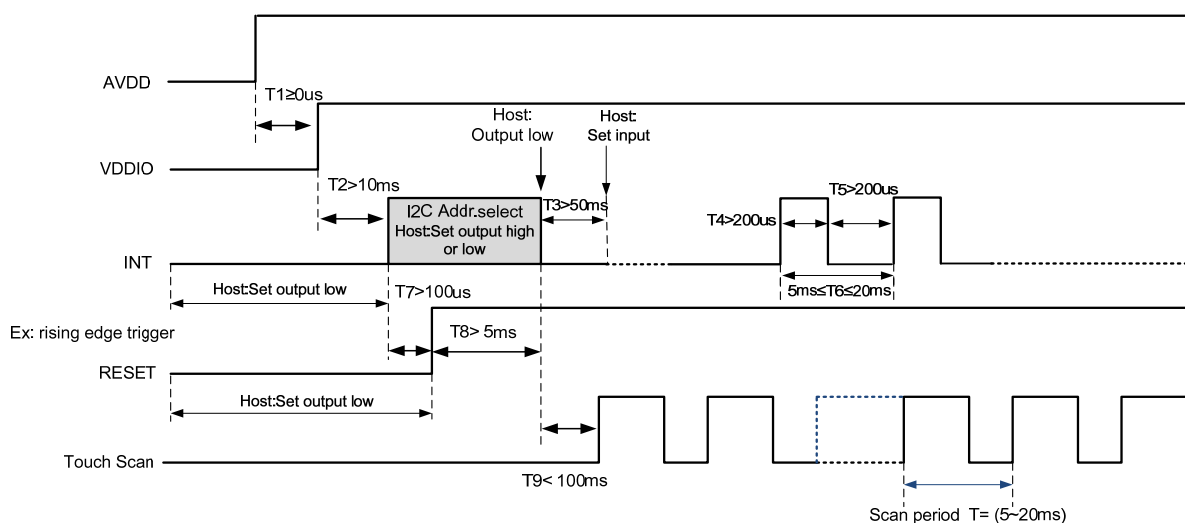 AVDD
T1≥0us
Host:
Output low
Host:
Set input
VDDIO
T2>10ms
I2C Addr.select
Host:Set output high
or low
T3>50ms
T4>200us
T5>200us
INT
Host:Set output low
T7>100us
5ms≤T6≤20ms
Ex: rising edge trigger
T8> 5ms
RESET
Host:Set output low
Touch Scan
T9< 100ms
Scan period T= (5~20ms)